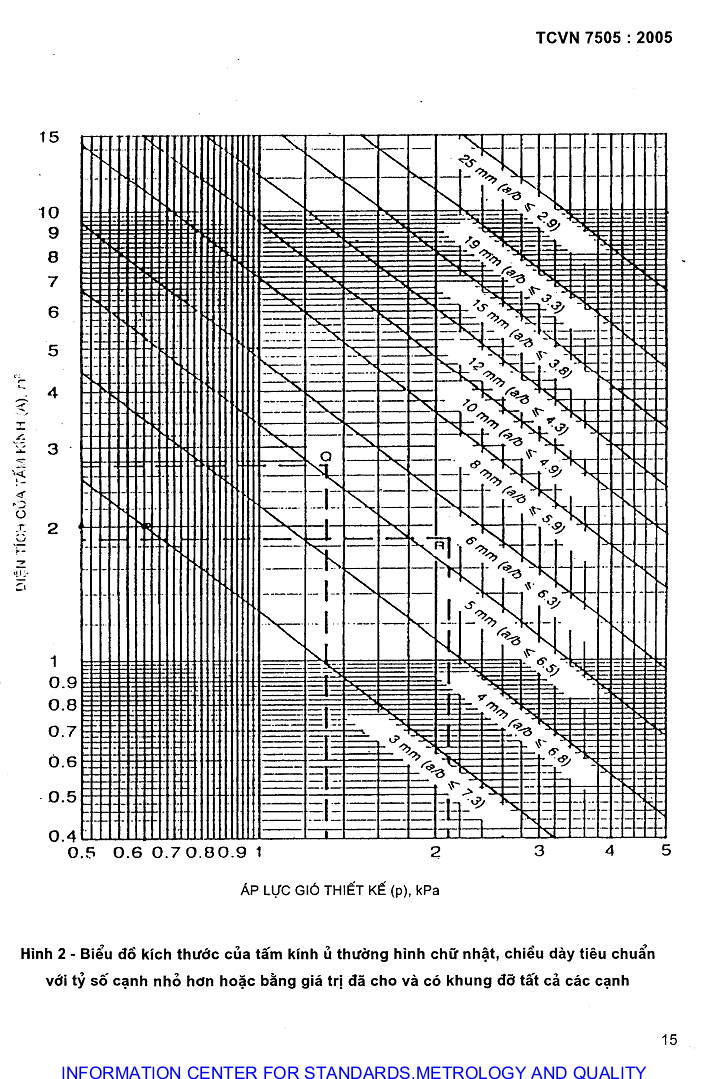 TCVN 7505 : 2005
15
10
9
8
7
6
5
4
3
2
1
0.9
0.8
0.7
0.6
0.5
0.4
DIỆN TÍCH CỦA TẤM KÍNH (A), m²
25 mm (a/b ≤ 2.9)
19 mm (a/b ≤ 3.3)
15 mm (a/b ≤ 3.8)
12 mm (a/b ≤ 4.3)
10 mm (a/b ≤ 4.9)
8 mm (a/b ≤ 5.9)
6 mm (a/b ≤ 6.3)
5 mm (a/b ≤ 6.5)
4 mm (a/b ≤ 6.8)
3 mm (a/b ≤ 7.3)
Q
R
0.5 0.6 0.7 0.8 0.9 1 2 3 4 5
ÁP LỰC GIÓ THIẾT KẾ (p), kPa
Hình 2 - Biểu đồ kích thước của tấm kính ủ thường hình chữ nhật, chiều dày tiêu chuẩn
với tỷ số cạnh nhỏ hơn hoặc bằng giá trị đã cho và có khung đỡ tất cả các cạnh
15
INFORMATION CENTER FOR STANDARDS.METROLOGY AND QUALITY